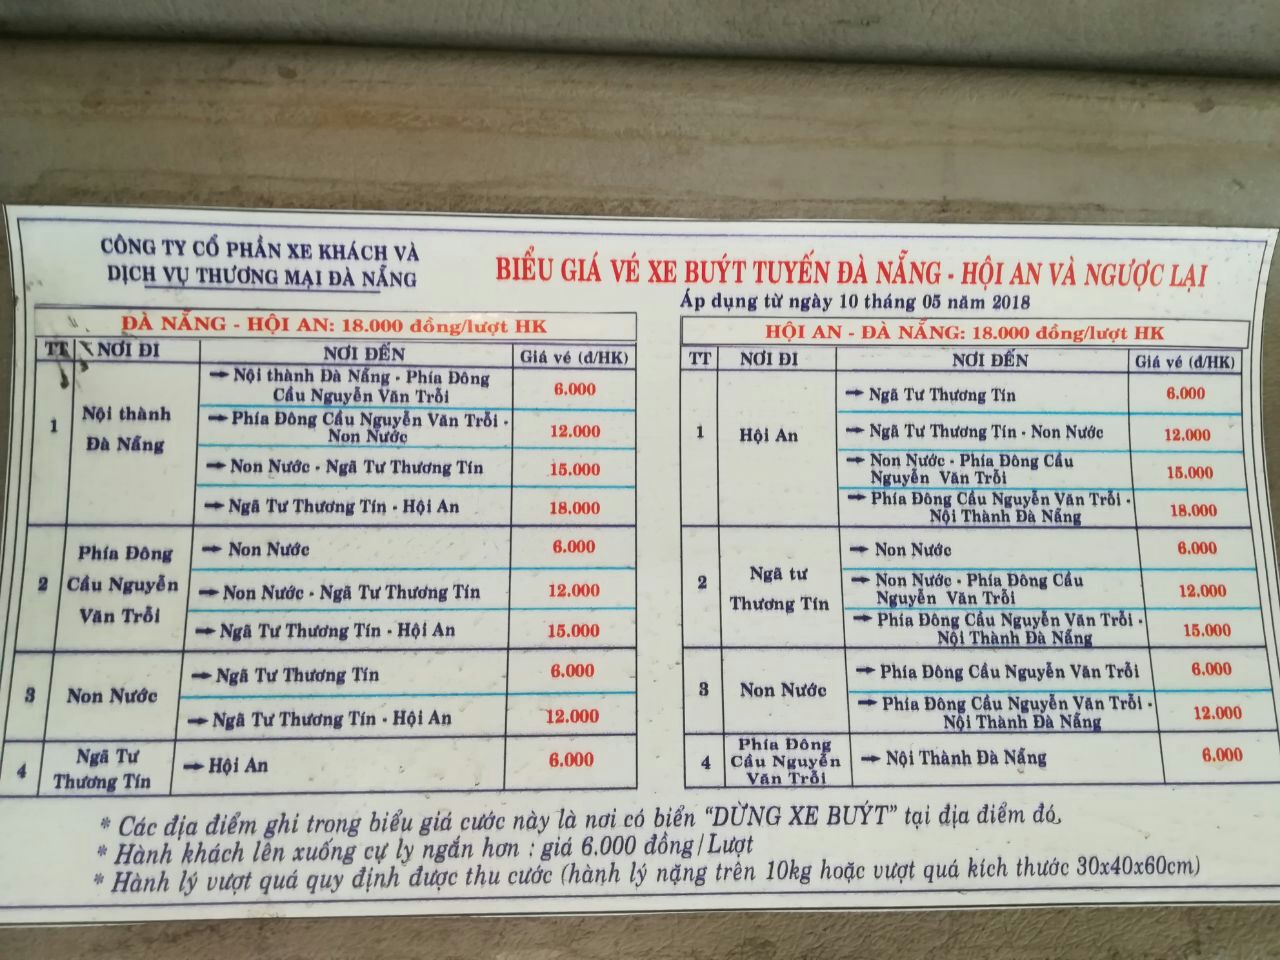 CÔNG TY CỔ PHẦN XE KHÁCH VÀ
DỊCH VỤ THƯƠNG MẠI ĐÀ NẴNG
BIỂU GIÁ VÉ XE BUÝT TUYẾN ĐÀ NẴNG - HỘI AN VÀ NGƯỢC LẠI
Áp dụng từ ngày 10 tháng 05 năm 2018
ĐÀ NẴNG - HỘI AN: 18.000 đồng/lượt HK
TT NƠI ĐI NƠI ĐẾN Giá vé (đ/HK)
1 Nội thành
Đà Nẵng
→ Nội thành Đà Nẵng - Phía Đông
Cầu Nguyễn Văn Trỗi 6.000
→ Phía Đông Cầu Nguyễn Văn Trỗi -
Non Nước 12.000
→ Non Nước - Ngã Tư Thương Tín 15.000
→ Ngã Tư Thương Tín - Hội An 18.000
2 Phía Đông
Cầu Nguyễn
Văn Trỗi
→ Non Nước 6.000
→ Non Nước - Ngã Tư Thương Tín 12.000
→ Ngã Tư Thương Tín - Hội An 15.000
3 Non Nước
→ Ngã Tư Thương Tín 6.000
→ Ngã Tư Thương Tín - Hội An 12.000
4 Ngã Tư
Thương Tín
→ Hội An 6.000
HỘI AN - ĐÀ NẴNG: 18.000 đồng/lượt HK
TT NƠI ĐI NƠI ĐẾN Giá vé (đ/HK)
1 Hội An
→ Ngã Tư Thương Tín 6.000
→ Ngã Tư Thương Tín - Non Nước 12.000
→ Non Nước - Phía Đông Cầu
Nguyễn Văn Trỗi 15.000
→ Phía Đông Cầu Nguyễn Văn Trỗi -
Nội Thành Đà Nẵng 18.000
2 Ngã tư
Thương Tín
→ Non Nước 6.000
→ Non Nước - Phía Đông Cầu
Nguyễn Văn Trỗi 12.000
→ Phía Đông Cầu Nguyễn Văn Trỗi -
Nội Thành Đà Nẵng 15.000
3 Non Nước
→ Phía Đông Cầu Nguyễn Văn Trỗi 6.000
→ Phía Đông Cầu Nguyễn Văn Trỗi -
Nội Thành Đà Nẵng 12.000
4 Phía Đông
Cầu Nguyễn
Văn Trỗi
→ Nội Thành Đà Nẵng 6.000
* Các địa điểm ghi trong biểu giá cước này là nơi có biển "DỪNG XE BUÝT" tại địa điểm đó.
* Hành khách lên xuống cự ly ngắn hơn : giá 6.000 đồng/Lượt
* Hành lý vượt quá quy định được thu cước (hành lý nặng trên 10kg hoặc vượt quá kích thước 30x40x60cm)